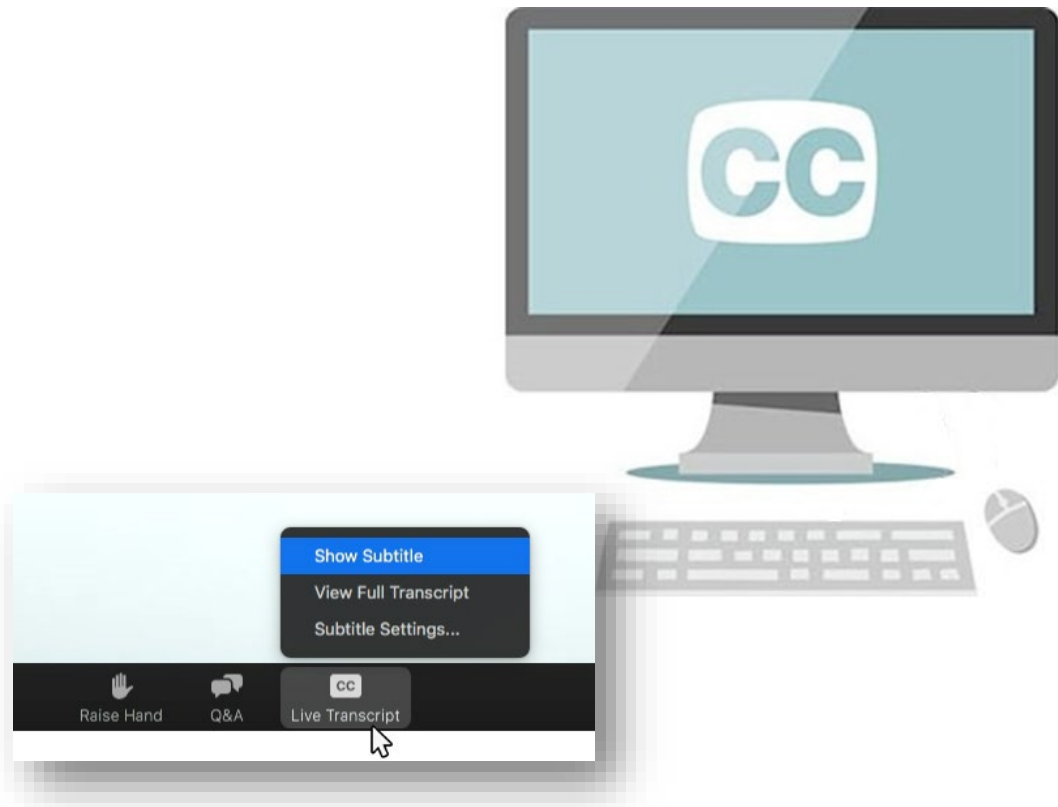 CC
Show Subtitle
View Full Transcript
Subtitle Settings...
CC
Raise Hand Q&A Live Transcript